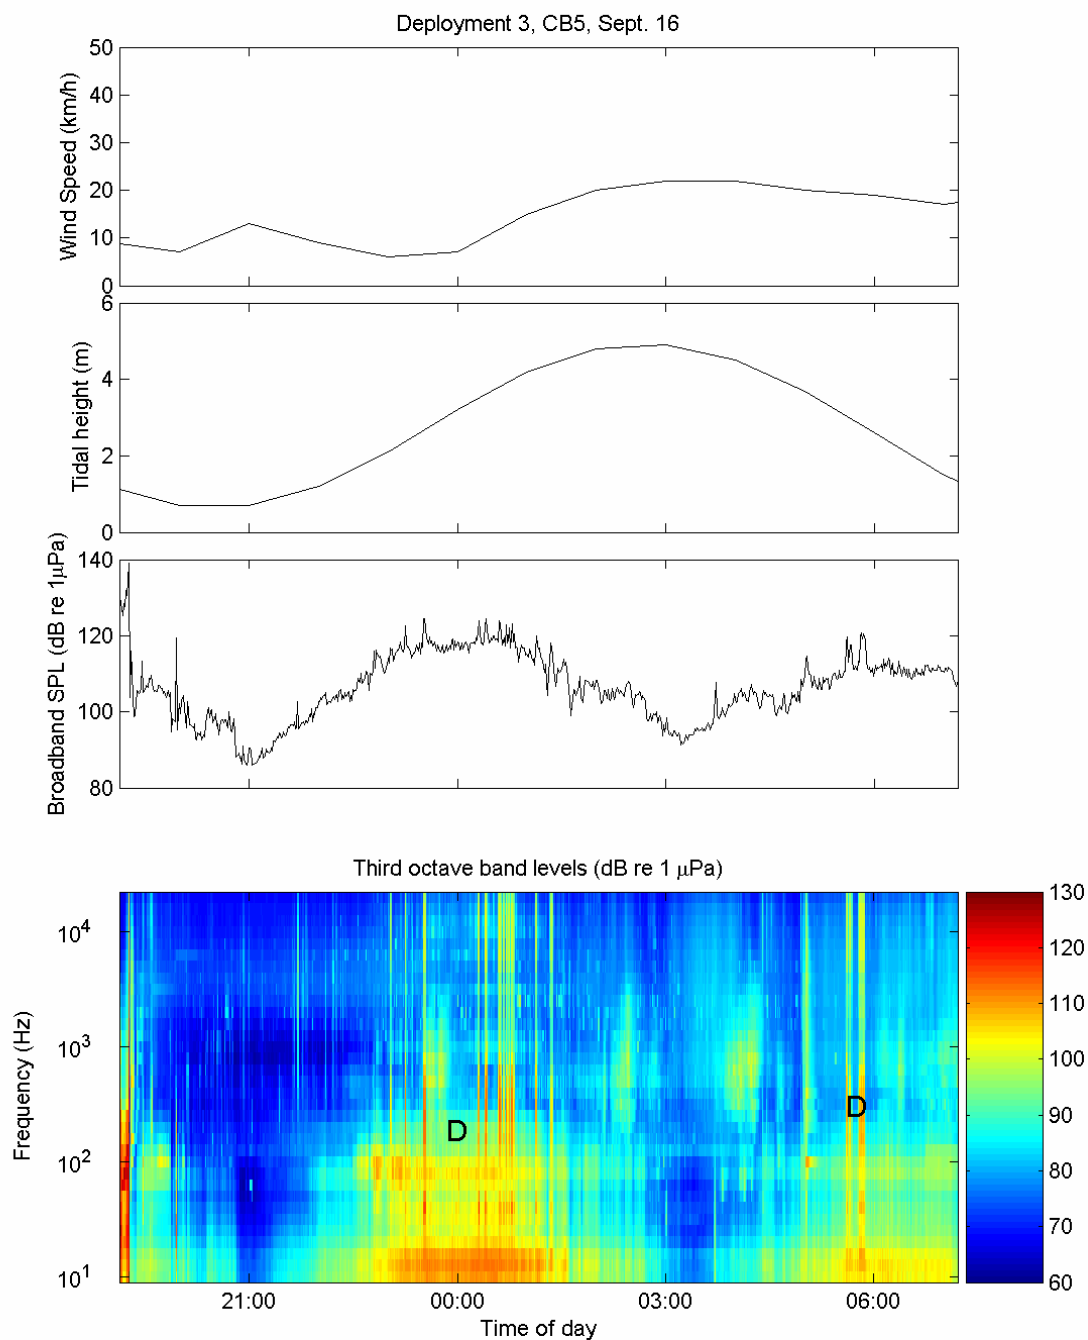 Deployment 3, CB5, Sept. 16
Wind Speed (km/h)
50
40
30
20
10
0
Tidal height (m)
6
4
2
0
Broadband SPL (dB re 1μPa)
140
120
100
80
Third octave band levels (dB re 1 μPa)
Frequency (Hz)
10⁴
10³
10²
10¹
D
D
130
120
110
100
90
80
70
60
21:00 00:00 03:00 06:00
Time of day